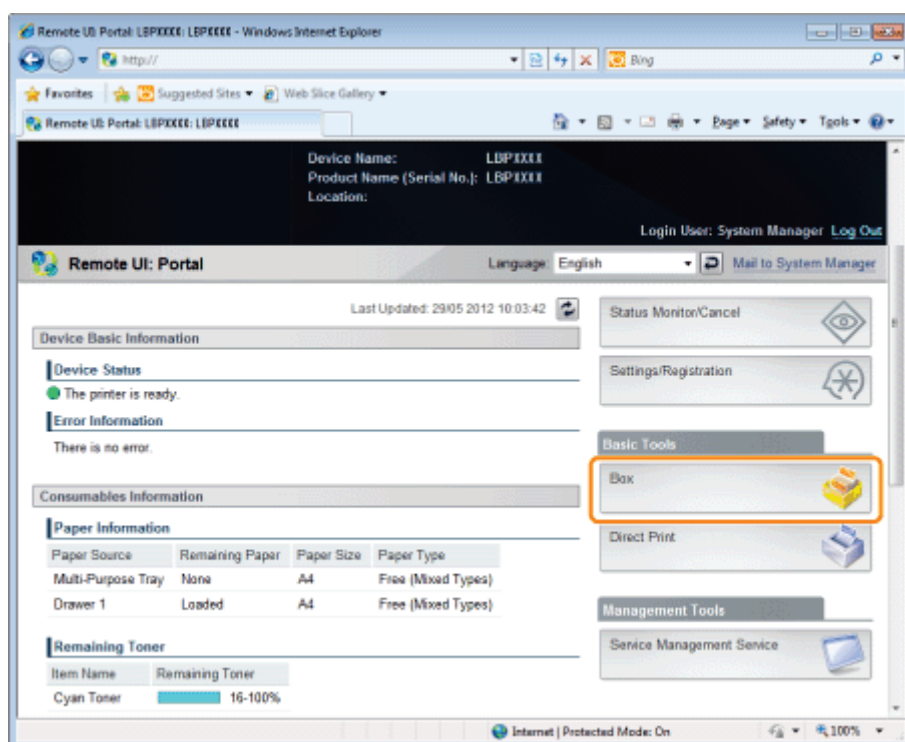 Remote UI: Portal: LBPXXXX: LBPXXXX - Windows Internet Explorer
http://
Bing
Favorites Suggested Sites Web Slice Gallery
Remote UI: Portal: LBPXXXX: LBPXXXX
Page Safety Tools
Device Name: LBPXXXX
Product Name (Serial No.): LBPXXXX
Location:
Login User: System Manager Log Out
Remote UI: Portal
Language: English
Mail to System Manager
Last Updated: 29/05 2012 10:03:42
Device Basic Information
Device Status
The printer is ready.
Error Information
There is no error.
Consumables Information
Paper Information
Paper Source Remaining Paper Paper Size Paper Type
Multi-Purpose Tray None A4 Free (Mixed Types)
Drawer 1 Loaded A4 Free (Mixed Types)
Remaining Toner
Item Name Remaining Toner
Cyan Toner 16-100%
Status Monitor/Cancel
Settings/Registration
Basic Tools
Box
Direct Print
Management Tools
Service Management Service
Internet | Protected Mode: On
100%